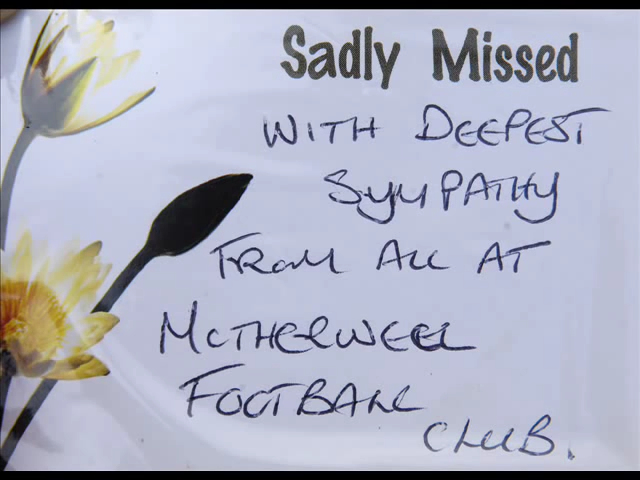 Sadly Missed
WITH DEEPEST
SYMPATHY
FROM ALL AT
MOTHERWELL
FOOTBALL
CLUB.